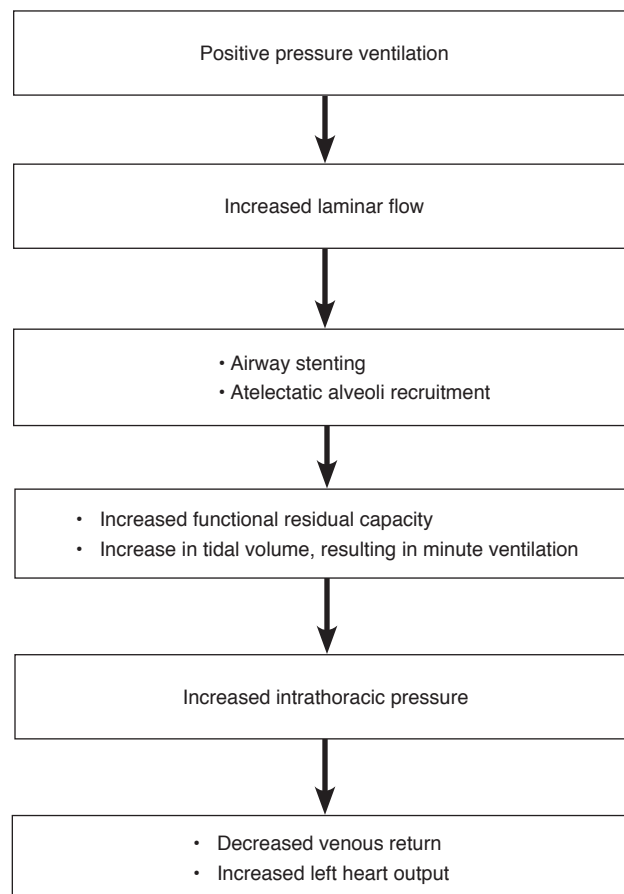 Positive pressure ventilation
Increased laminar flow
• Airway stenting
• Atelectatic alveoli recruitment
• Increased functional residual capacity
• Increase in tidal volume, resulting in minute ventilation
Increased intrathoracic pressure
• Decreased venous return
• Increased left heart output